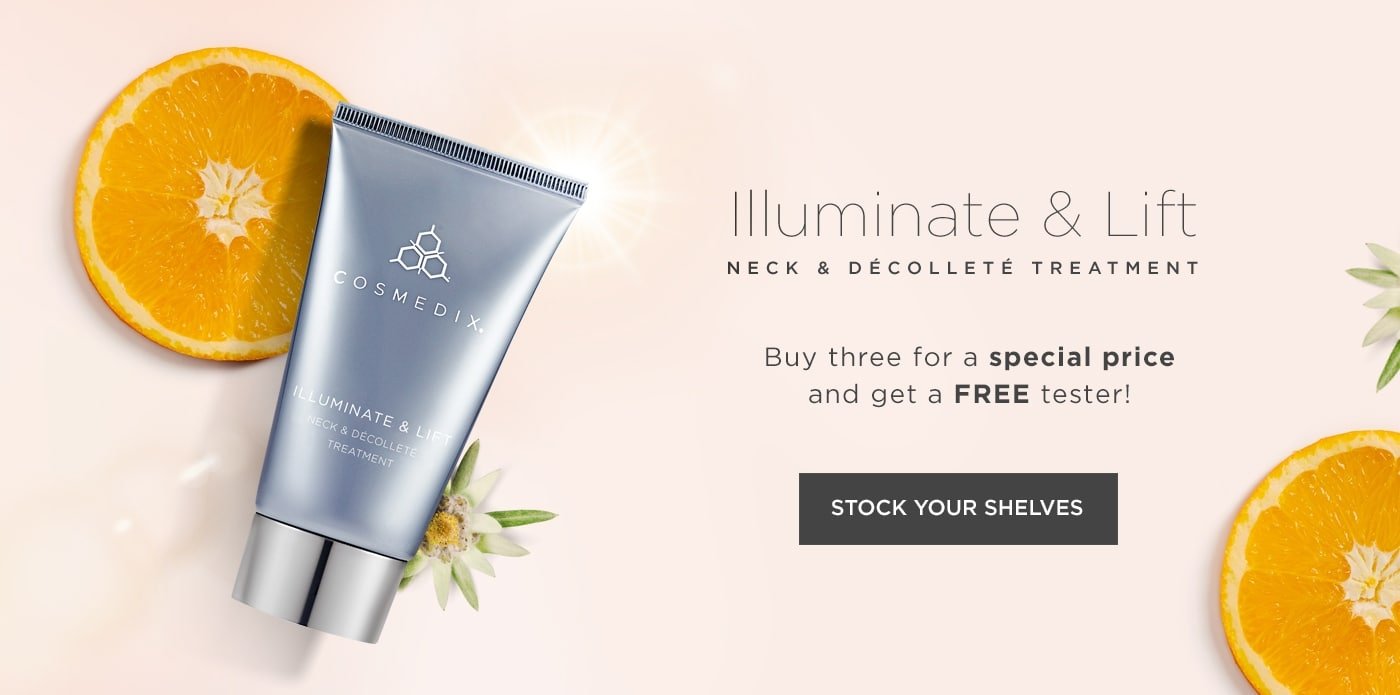 COSMEDIX®
ILLUMINATE & LIFT
NECK & DÉCOLLETÉ
TREATMENT
Illuminate & Lift
NECK & DÉCOLLETÉ TREATMENT
Buy three for a special price
and get a FREE tester!
STOCK YOUR SHELVES